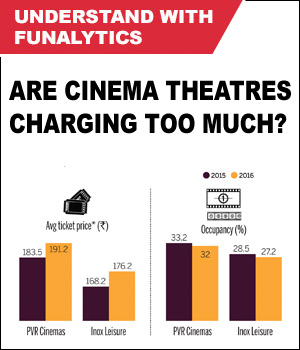 UNDERSTAND WITH
FUNALYTICS
ARE CINEMA THEATRES
CHARGING TOO MUCH?
2015 2016
Avg ticket price* (₹)
183.5 191.2
168.2 176.2
PVR Cinemas Inox Leisure
Occupancy (%)
33.2 32
28.5 27.2
PVR Cinemas Inox Leisure